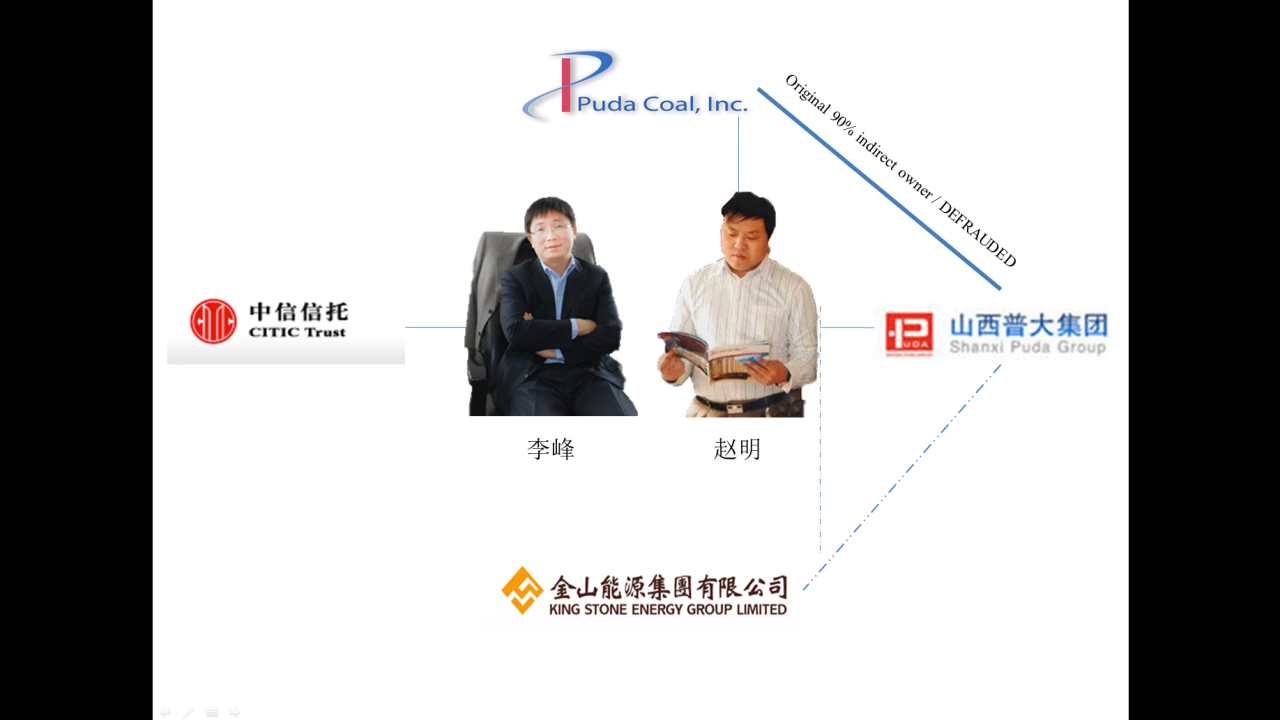 Puda Coal, Inc.
Original 90% indirect owner / DEFRAUDED
中信信托
CITIC Trust
PUDA
山西普大集团
Shanxi Puda Group
李峰
赵明
金山能源集團有限公司
KING STONE ENERGY GROUP LIMITED